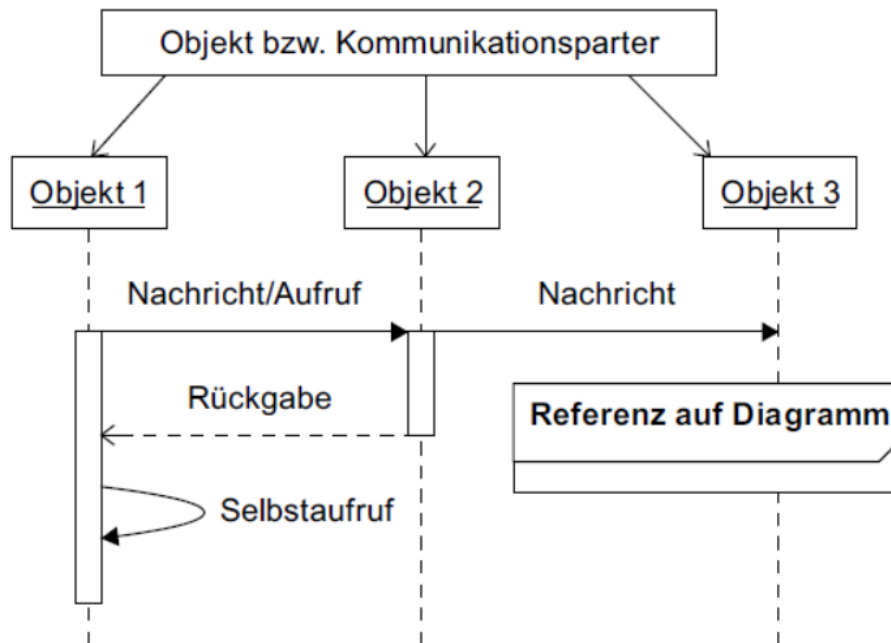 Objekt bzw. Kommunikationsparter
Objekt 1
Objekt 2
Objekt 3
Nachricht/Aufruf
Nachricht
Rückgabe
Referenz auf Diagramm
Selbstaufruf